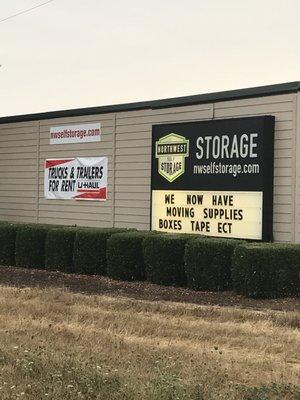 nwselfstorage.com
TRUCKS & TRAILERS
FOR RENT U-HAUL
NORTHWEST
SELF STORAGE
STORAGE
nwselfstorage.com
WE NOW HAVE
MOVING SUPPLIES
BOXES TAPE ECT